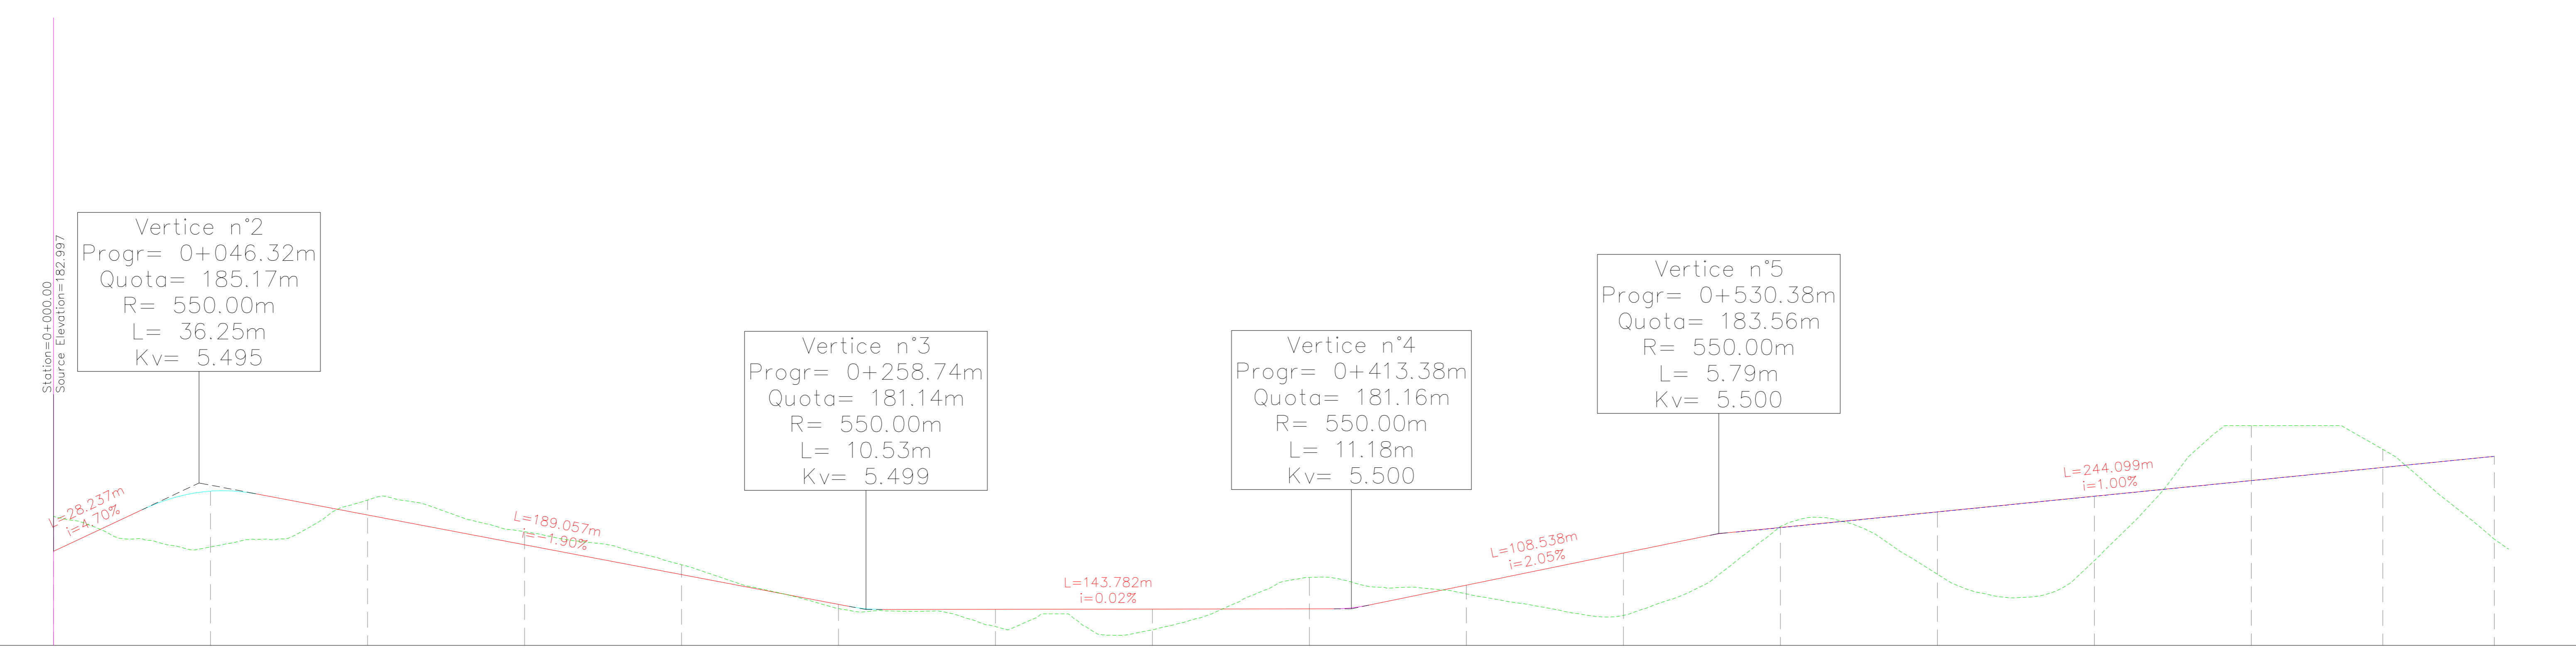 Station=0+000.00
Source Elevation=182.997
Vertice n°2
Progr= 0+046.32m
Quota= 185.17m
R= 550.00m
L= 36.25m
Kv= 5.495
Vertice n°3
Progr= 0+258.74m
Quota= 181.14m
R= 550.00m
L= 10.53m
Kv= 5.499
Vertice n°4
Progr= 0+413.38m
Quota= 181.16m
R= 550.00m
L= 11.18m
Kv= 5.500
Vertice n°5
Progr= 0+530.38m
Quota= 183.56m
R= 550.00m
L= 5.79m
Kv= 5.500
L=28.237m
i=4.70%
L=189.057m
i=-1.90%
L=143.782m
i=0.02%
L=108.538m
i=2.05%
L=244.099m
i=1.00%